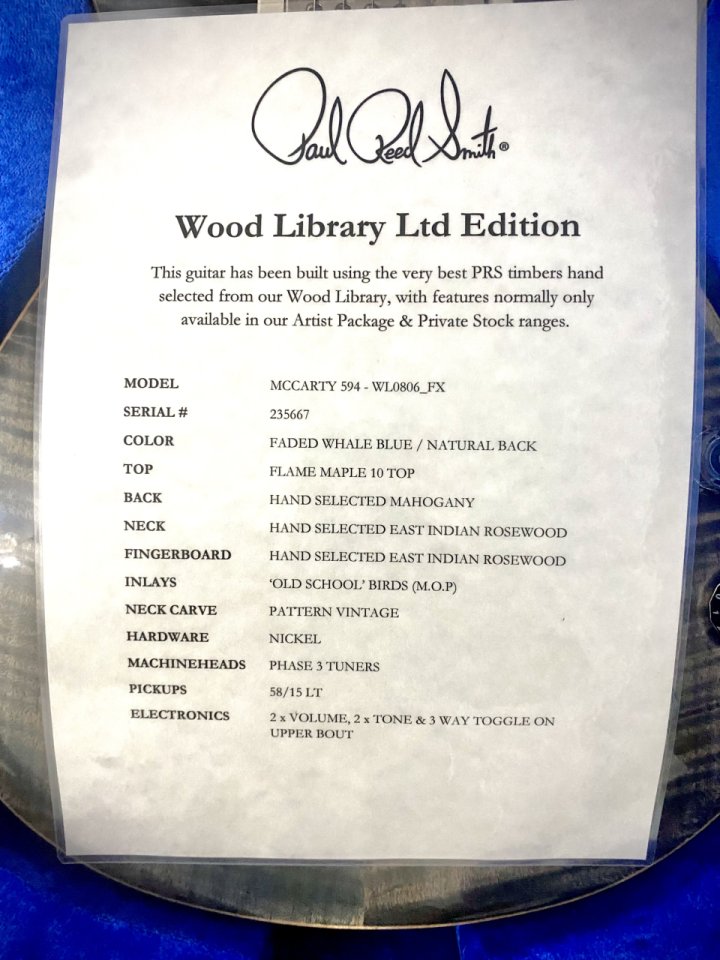 Paul Reed Smith®
Wood Library Ltd Edition
This guitar has been built using the very best PRS timbers hand
selected from our Wood Library, with features normally only
available in our Artist Package & Private Stock ranges.
MODEL MCCARTY 594 - WL0806_FX
SERIAL # 235667
COLOR FADED WHALE BLUE / NATURAL BACK
TOP FLAME MAPLE 10 TOP
BACK HAND SELECTED MAHOGANY
NECK HAND SELECTED EAST INDIAN ROSEWOOD
FINGERBOARD HAND SELECTED EAST INDIAN ROSEWOOD
INLAYS ‘OLD SCHOOL’ BIRDS (M.O.P)
NECK CARVE PATTERN VINTAGE
HARDWARE NICKEL
MACHINEHEADS PHASE 3 TUNERS
PICKUPS 58/15 LT
ELECTRONICS 2 x VOLUME, 2 x TONE & 3 WAY TOGGLE ON
UPPER BOUT